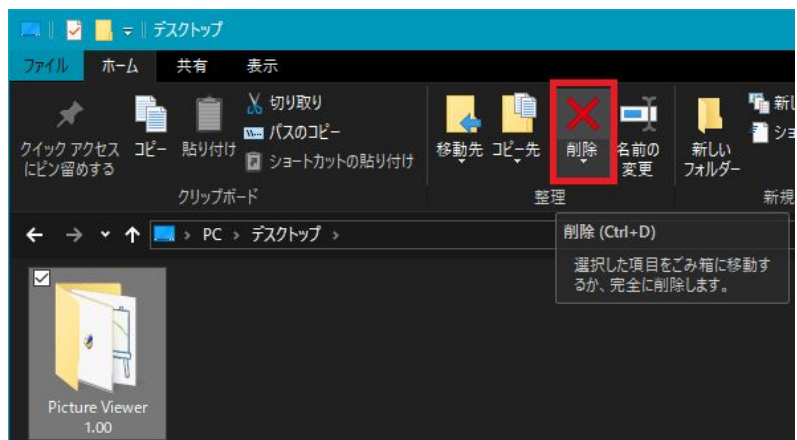 デスクトップ
ファイル ホーム 共有 表示
クイック アクセス
にピン留めする
コピー
貼り付け
切り取り
パスのコピー
ショートカットの貼り付け
クリップボード
移動先
コピー先
削除
名前の
変更
整理
新しい
フォルダー
新し
ショ
新規
PC › デスクトップ ›
削除 (Ctrl+D)
選択した項目をごみ箱に移動す
るか、完全に削除します。
Picture Viewer
1.00